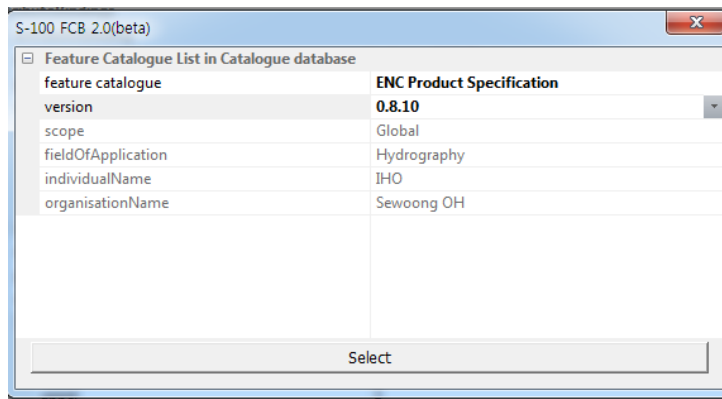 S-100 FCB 2.0(beta)
Feature Catalogue List in Catalogue database
feature catalogue ENC Product Specification
version 0.8.10
scope Global
fieldOfApplication Hydrography
individualName IHO
organisationName Sewoong OH
Select